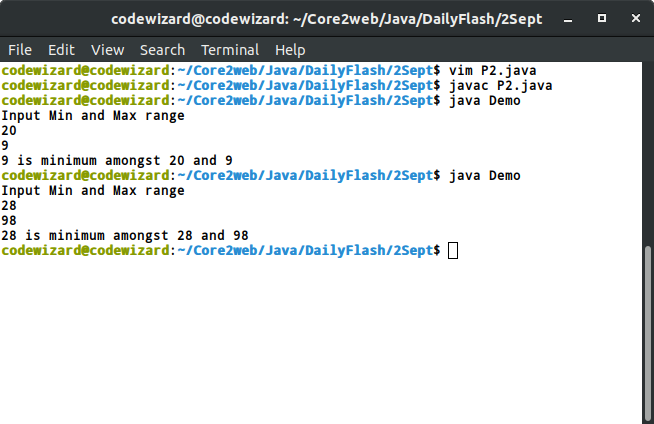 codewizard@codewizard: ~/Core2web/Java/DailyFlash/2Sept
File Edit View Search Terminal Help
codewizard@codewizard:~/Core2web/Java/DailyFlash/2Sept$ vim P2.java
codewizard@codewizard:~/Core2web/Java/DailyFlash/2Sept$ javac P2.java
codewizard@codewizard:~/Core2web/Java/DailyFlash/2Sept$ java Demo
Input Min and Max range
20
9
9 is minimum amongst 20 and 9
codewizard@codewizard:~/Core2web/Java/DailyFlash/2Sept$ java Demo
Input Min and Max range
28
98
28 is minimum amongst 28 and 98
codewizard@codewizard:~/Core2web/Java/DailyFlash/2Sept$